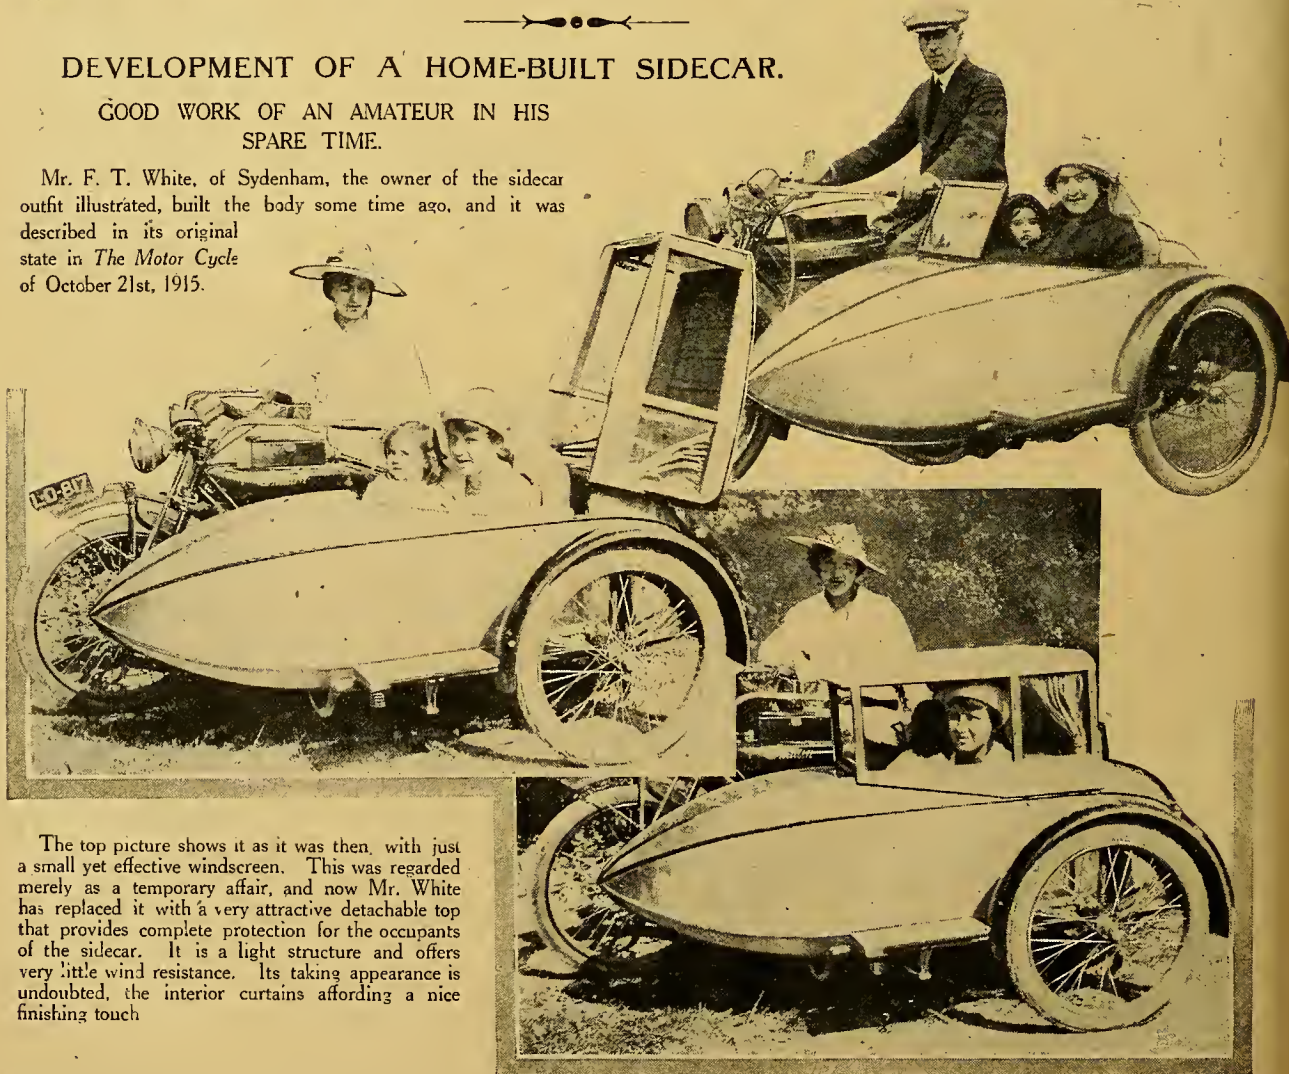 DEVELOPMENT OF A HOME-BUILT SIDECAR.
GOOD WORK OF AN AMATEUR IN HIS
SPARE TIME.
Mr. F. T. White, of Sydenham, the owner of the sidecar
outfit illustrated, built the body some time ago, and it was
described in its original
state in The Motor Cycle
of October 21st, 1915.
LO-817
The top picture shows it as it was then, with just
a small yet effective windscreen. This was regarded
merely as a temporary affair, and now Mr. White
has replaced it with a very attractive detachable top
that provides complete protection for the occupants
of the sidecar. It is a light structure and offers
very little wind resistance. Its taking appearance is
undoubted, the interior curtains affording a nice
finishing touch